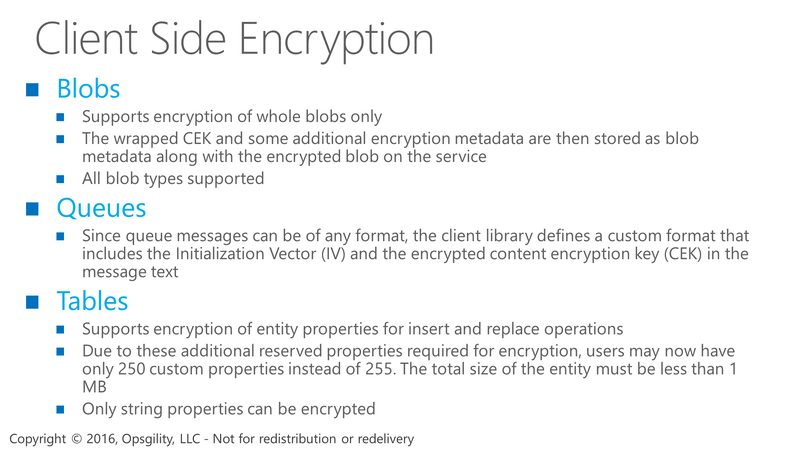 Client Side Encryption
Blobs
Supports encryption of whole blobs only
The wrapped CEK and some additional encryption metadata are then stored as blob
metadata along with the encrypted blob on the service
All blob types supported
Queues
Since queue messages can be of any format, the client library defines a custom format that
includes the Initialization Vector (IV) and the encrypted content encryption key (CEK) in the
message text
Tables
Supports encryption of entity properties for insert and replace operations
Due to these additional reserved properties required for encryption, users may now have
only 250 custom properties instead of 255. The total size of the entity must be less than 1
MB
Only string properties can be encrypted
Copyright © 2016, Opsgility, LLC - Not for redistribution or redelivery